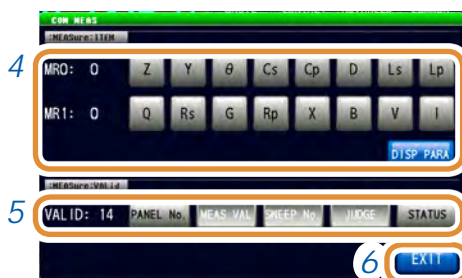 COM MEAS
:MEASure:ITEM
4
MR0: 0 Z Y θ Cs Cp D Ls Lp
MR1: 0 Q Rs G Rp X B V I
DISP PARA
:MEASure:VALid
5
VALID: 14 PANEL No. MEAS VAL SWEEP No. JUDGE STATUS
6 EXIT